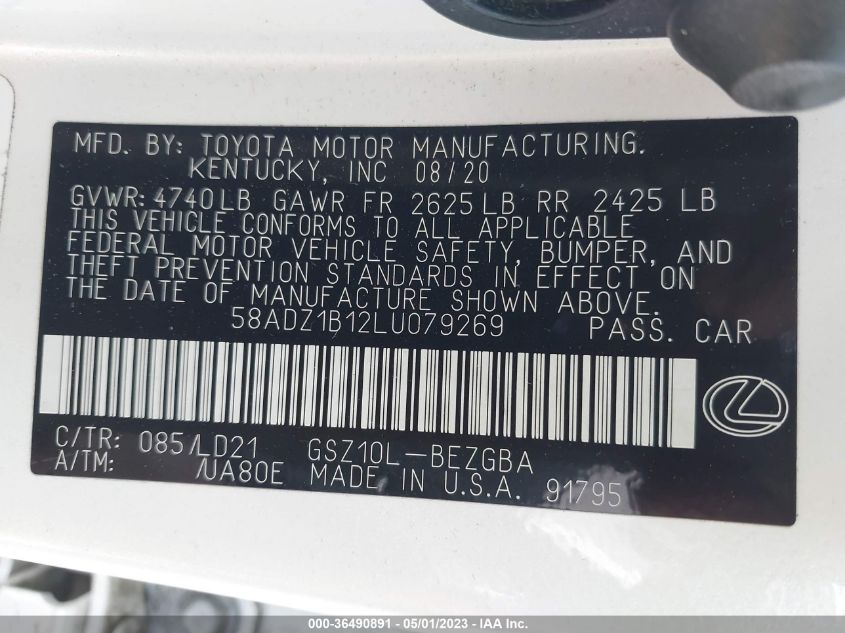 MFD. BY: TOYOTA MOTOR MANUFACTURING.
KENTUCKY, INC 08/20
GVWR: 4740LB GAWR FR 2625LB RR 2425 LB
THIS VEHICLE CONFORMS TO ALL APPLICABLE
FEDERAL MOTOR VEHICLE SAFETY, BUMPER, AND
THEFT PREVENTION STANDARDS IN EFFECT ON
THE DATE OF MANUFACTURE SHOWN ABOVE.
58ADZ1B12LU079269 PASS. CAR
C/TR: 085/LD21 GSZ10L-BEZGBA
A/TM: /UA80E MADE IN U.S.A. 91795
000-36490891 - 05/01/2023 - IAA Inc.